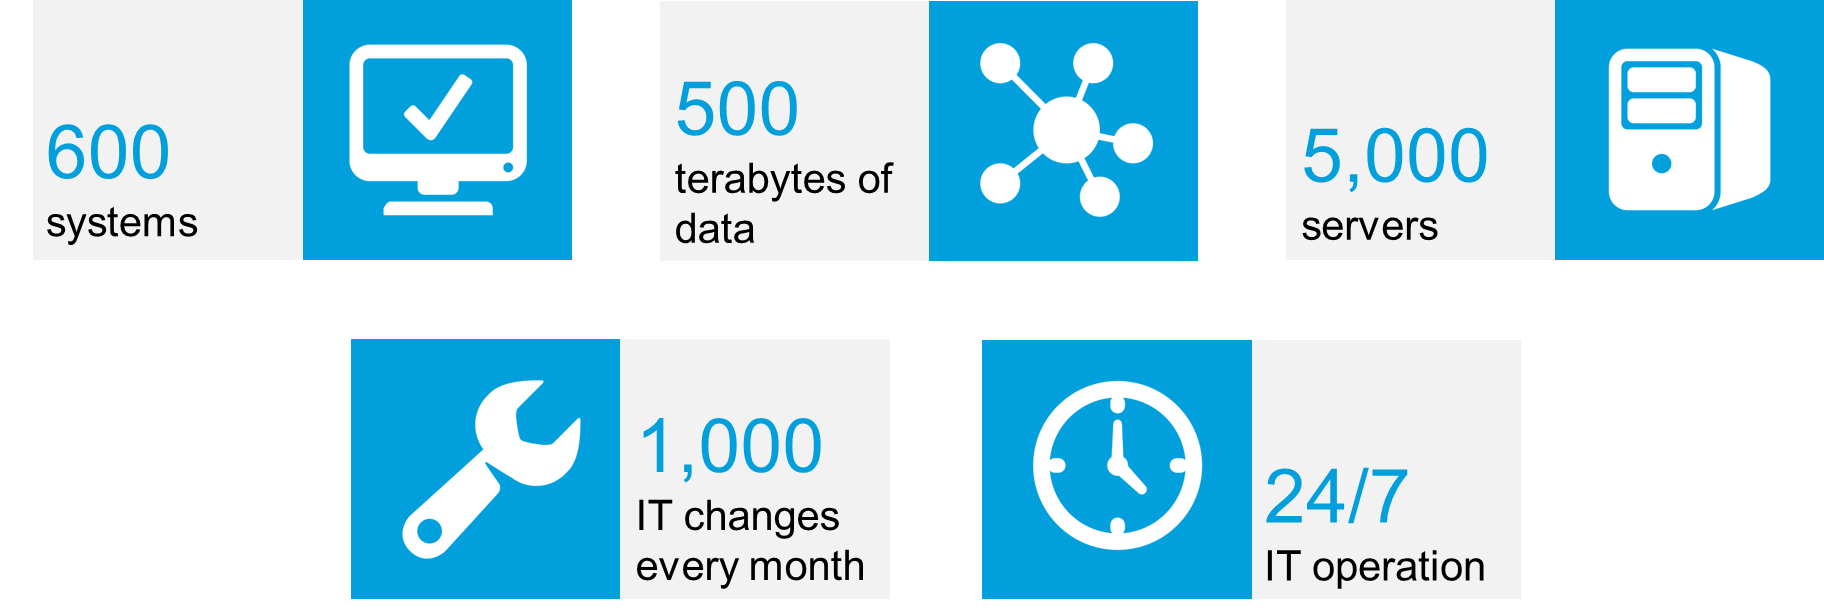 600
systems
500
terabytes of
data
5,000
servers
1,000
IT changes
every month
24/7
IT operation